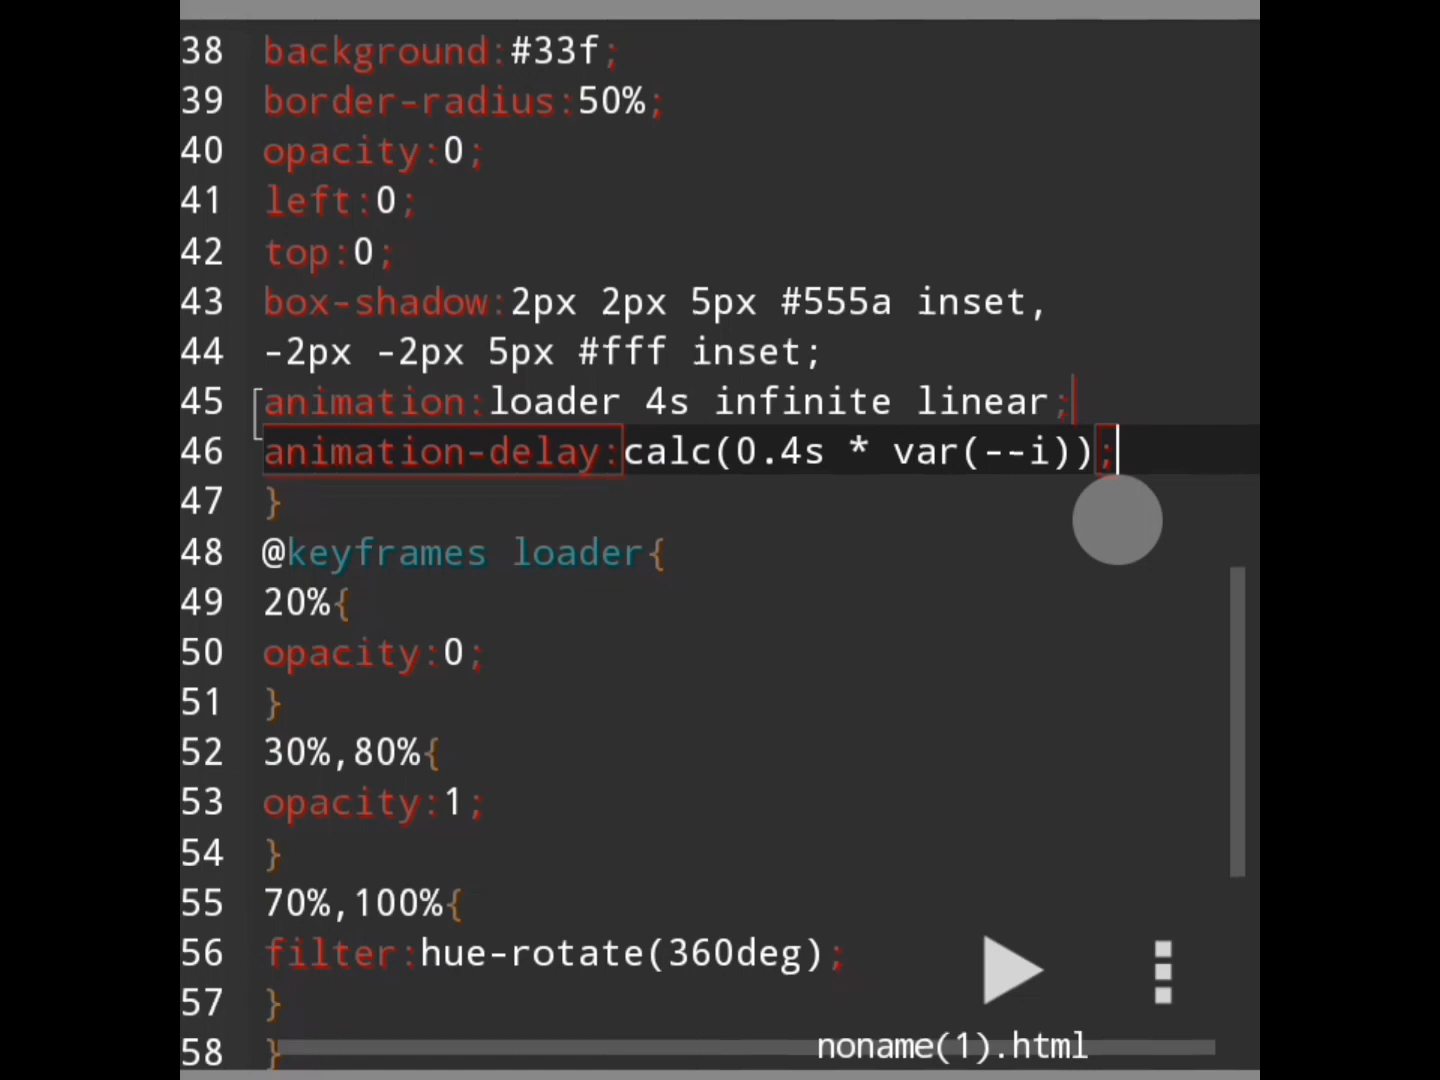 38 background:#33f;
39 border-radius:50%;
40 opacity:0;
41 left:0;
42 top:0;
43 box-shadow:2px 2px 5px #555a inset,
44 -2px -2px 5px #fff inset;
45 animation:loader 4s infinite linear;
46 animation-delay:calc(0.4s * var(--i));
47 }
48 @keyframes loader{
49 20%{
50 opacity:0;
51 }
52 30%,80%{
53 opacity:1;
54 }
55 70%,100%{
56 filter:hue-rotate(360deg);
57 }
58 }
noname(1).html